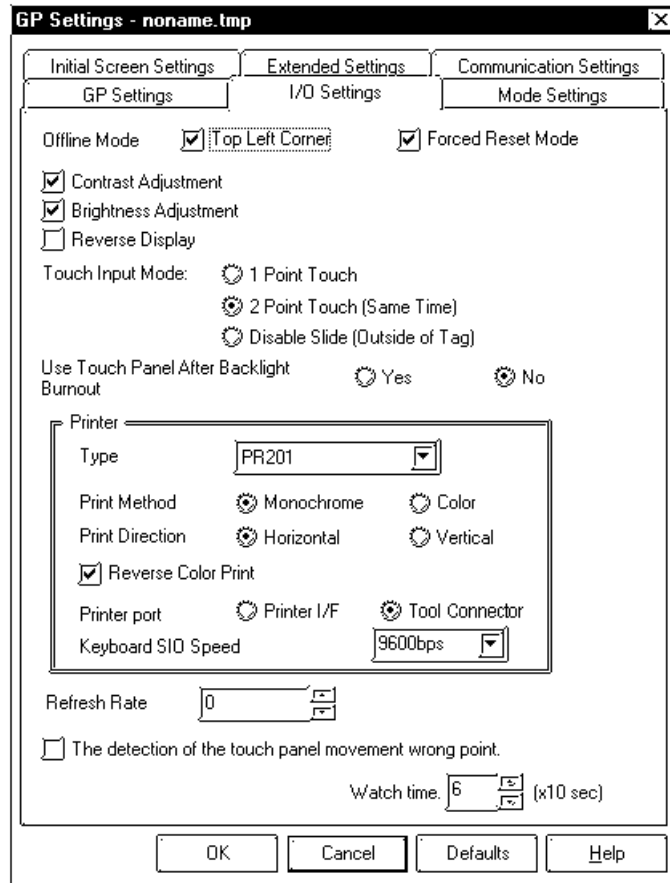 GP Settings - noname.tmp
Initial Screen Settings Extended Settings Communication Settings
GP Settings I/O Settings Mode Settings
Offline Mode Top Left Corner Forced Reset Mode
Contrast Adjustment
Brightness Adjustment
Reverse Display
Touch Input Mode: 1 Point Touch
2 Point Touch (Same Time)
Disable Slide (Outside of Tag)
Use Touch Panel After Backlight
Burnout Yes No
Printer
Type PR201
Print Method Monochrome Color
Print Direction Horizontal Vertical
Reverse Color Print
Printer port Printer I/F Tool Connector
Keyboard SIO Speed 9600bps
Refresh Rate 0
The detection of the touch panel movement wrong point.
Watch time. 6 (x10 sec)
OK Cancel Defaults Help